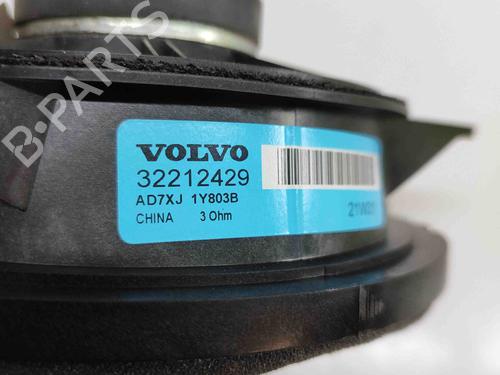 B-PARTS
VOLVO
32212429
AD7XJ 1Y803B
CHINA 3 Ohm